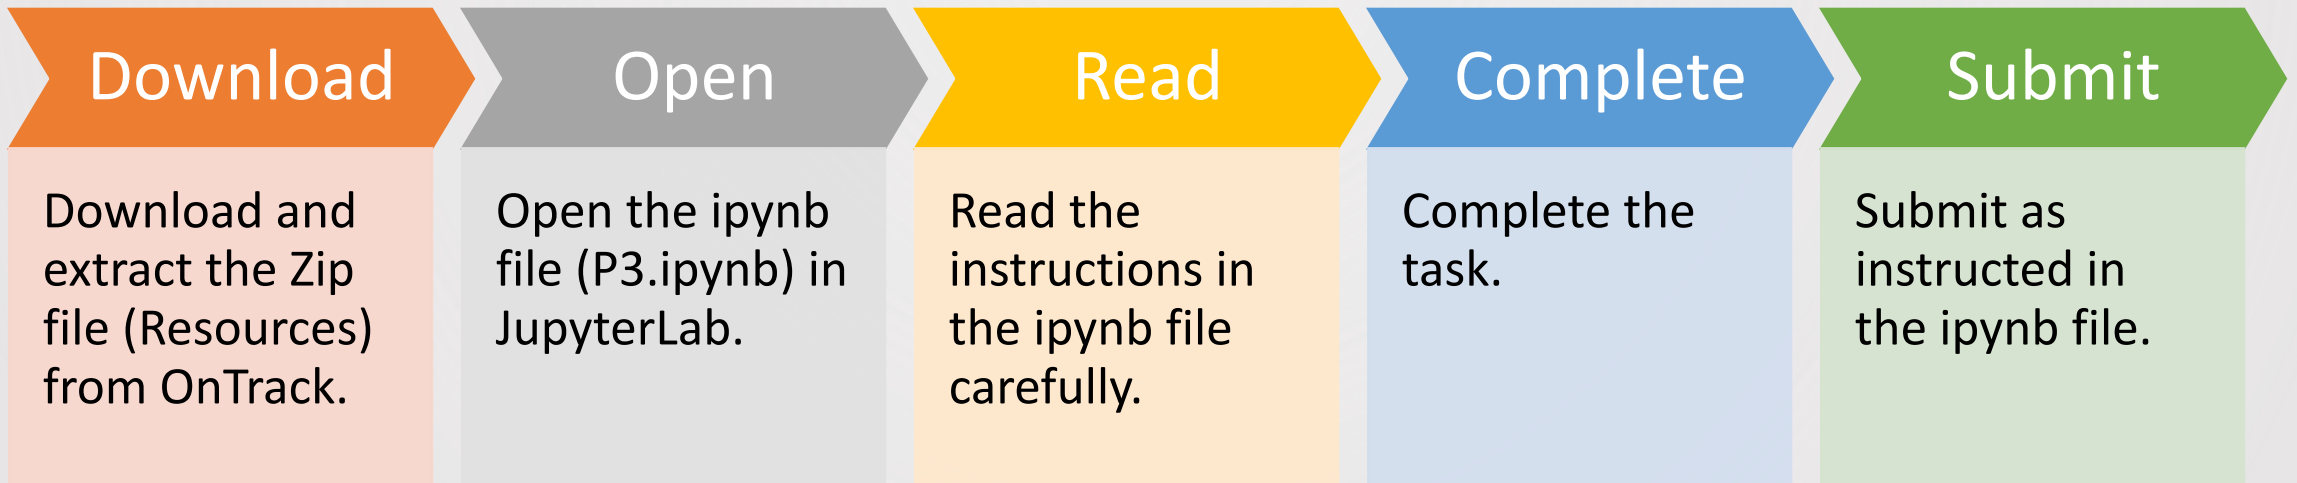 Download
Open
Read
Complete
Submit
Download and
extract the Zip
file (Resources)
from OnTrack.
Open the ipynb
file (P3.ipynb) in
JupyterLab.
Read the
instructions in
the ipynb file
carefully.
Complete the
task.
Submit as
instructed in
the ipynb file.